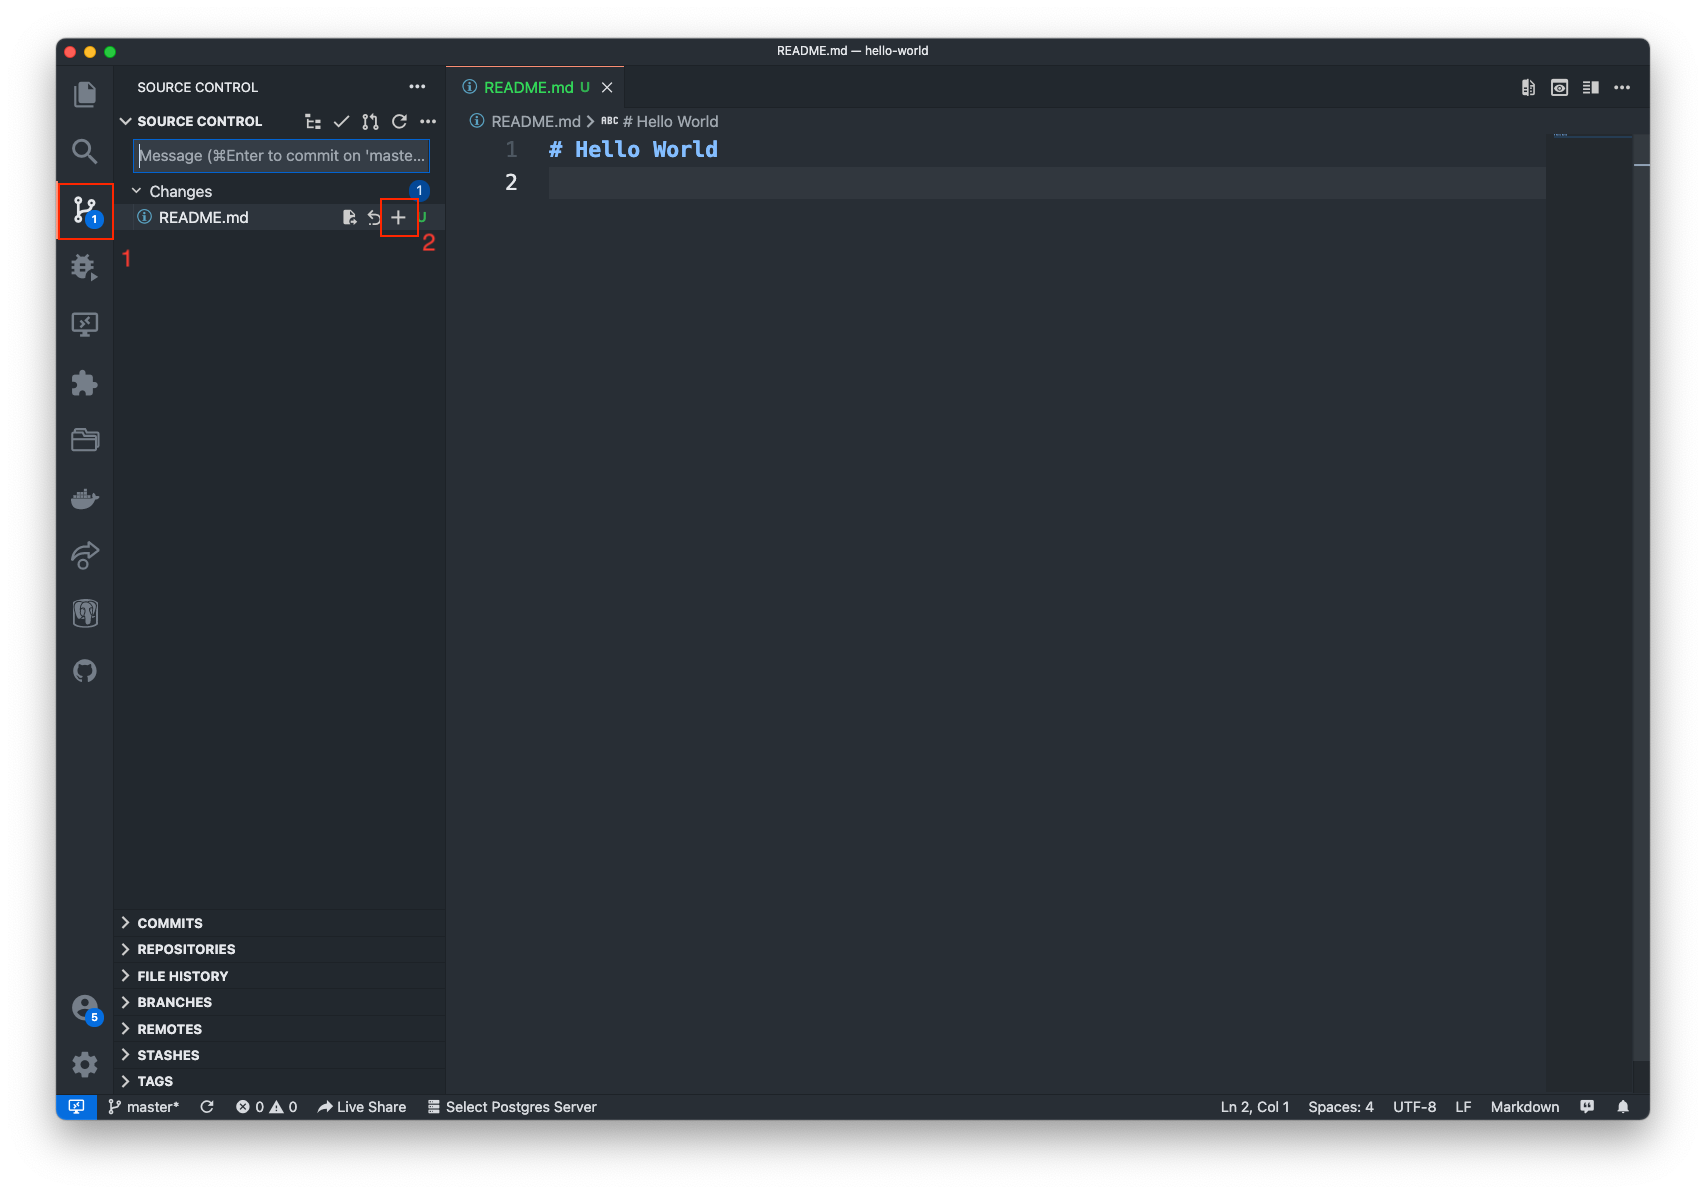 README.md — hello-world
SOURCE CONTROL
README.md U
SOURCE CONTROL
README.md > ABC # Hello World
Message (⌘Enter to commit on 'maste...
1 # Hello World
2
Changes 1
1
README.md U
2
1
COMMITS
REPOSITORIES
FILE HISTORY
BRANCHES
5
REMOTES
STASHES
TAGS
master* 0 0 Live Share Select Postgres Server Ln 2, Col 1 Spaces: 4 UTF-8 LF Markdown